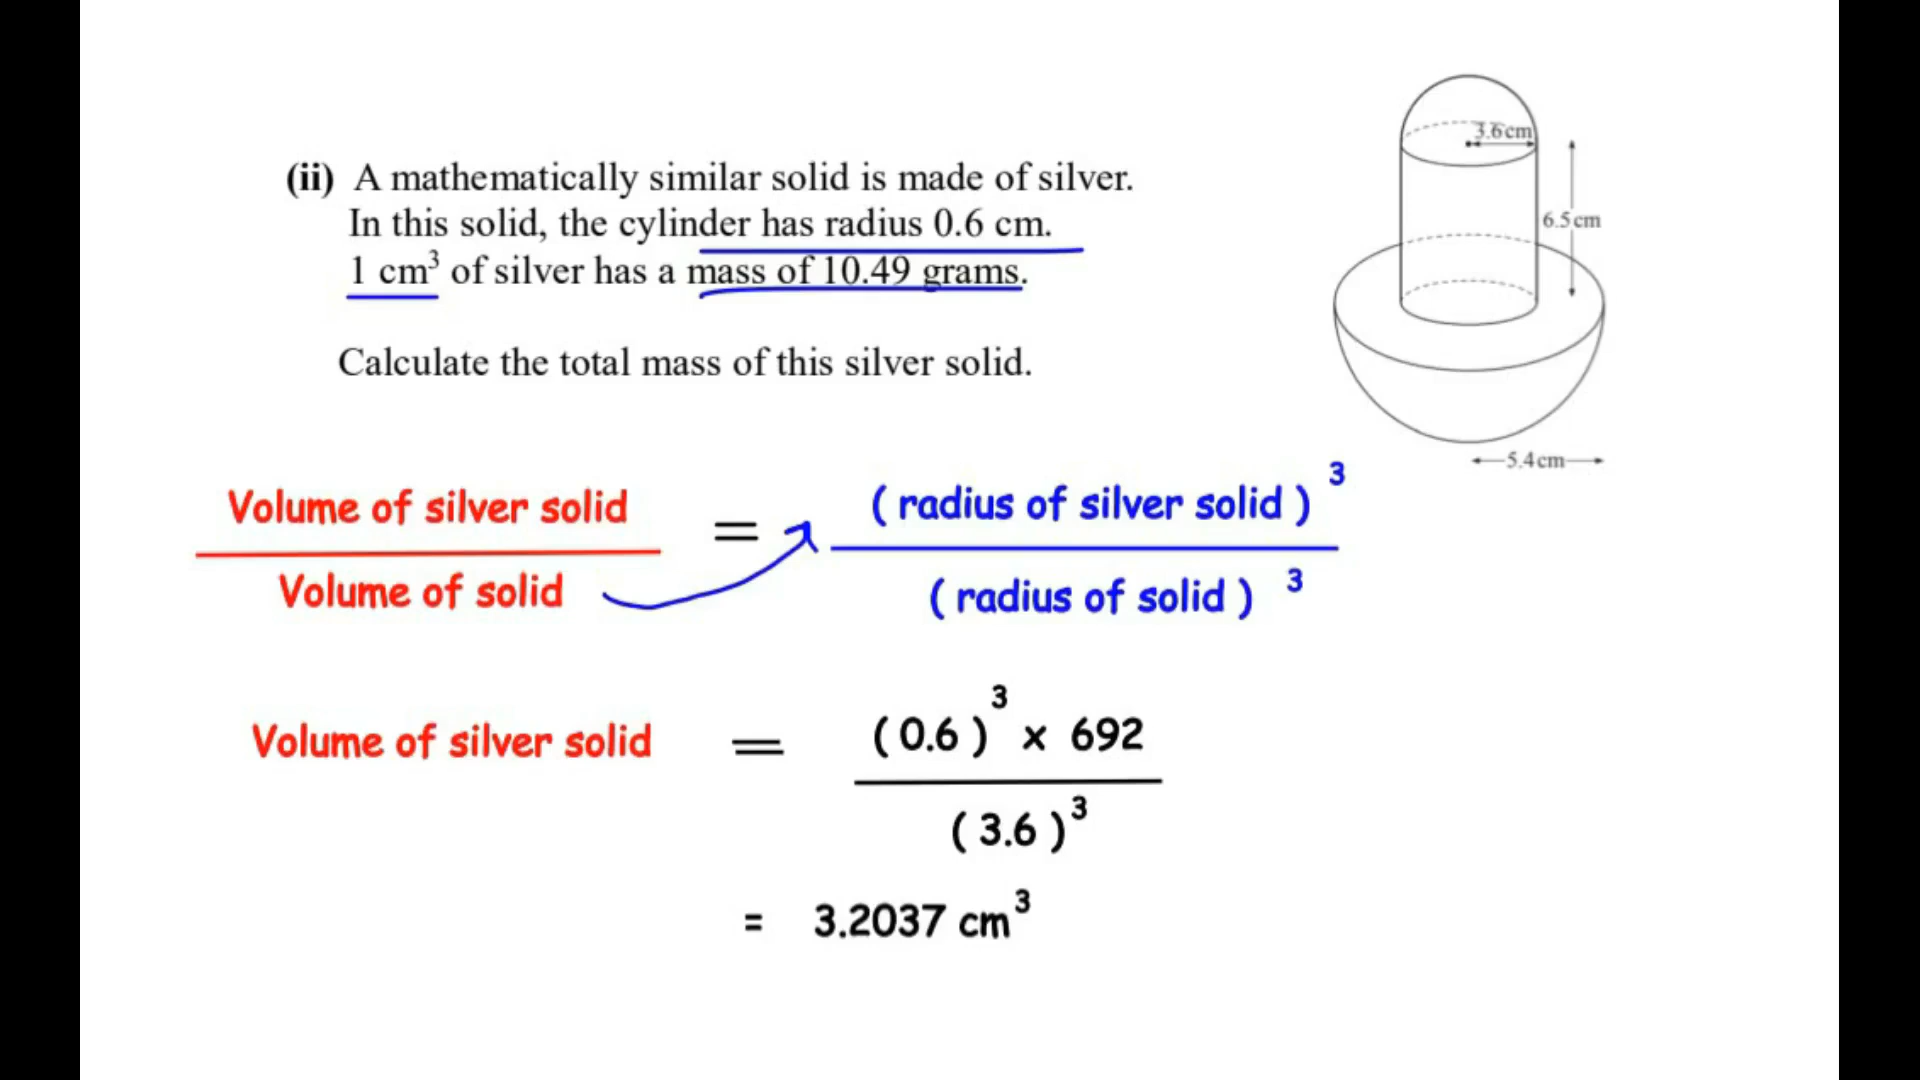 (ii) A mathematically similar solid is made of silver.
In this solid, the cylinder has radius 0.6 cm.
1 cm³ of silver has a mass of 10.49 grams.
Calculate the total mass of this silver solid.
3.6cm
6.5cm
5.4cm
Volume of silver solid
Volume of solid
=
( radius of silver solid )³
( radius of solid )³
Volume of silver solid = (0.6)³ x 692
(3.6)³
= 3.2037 cm³